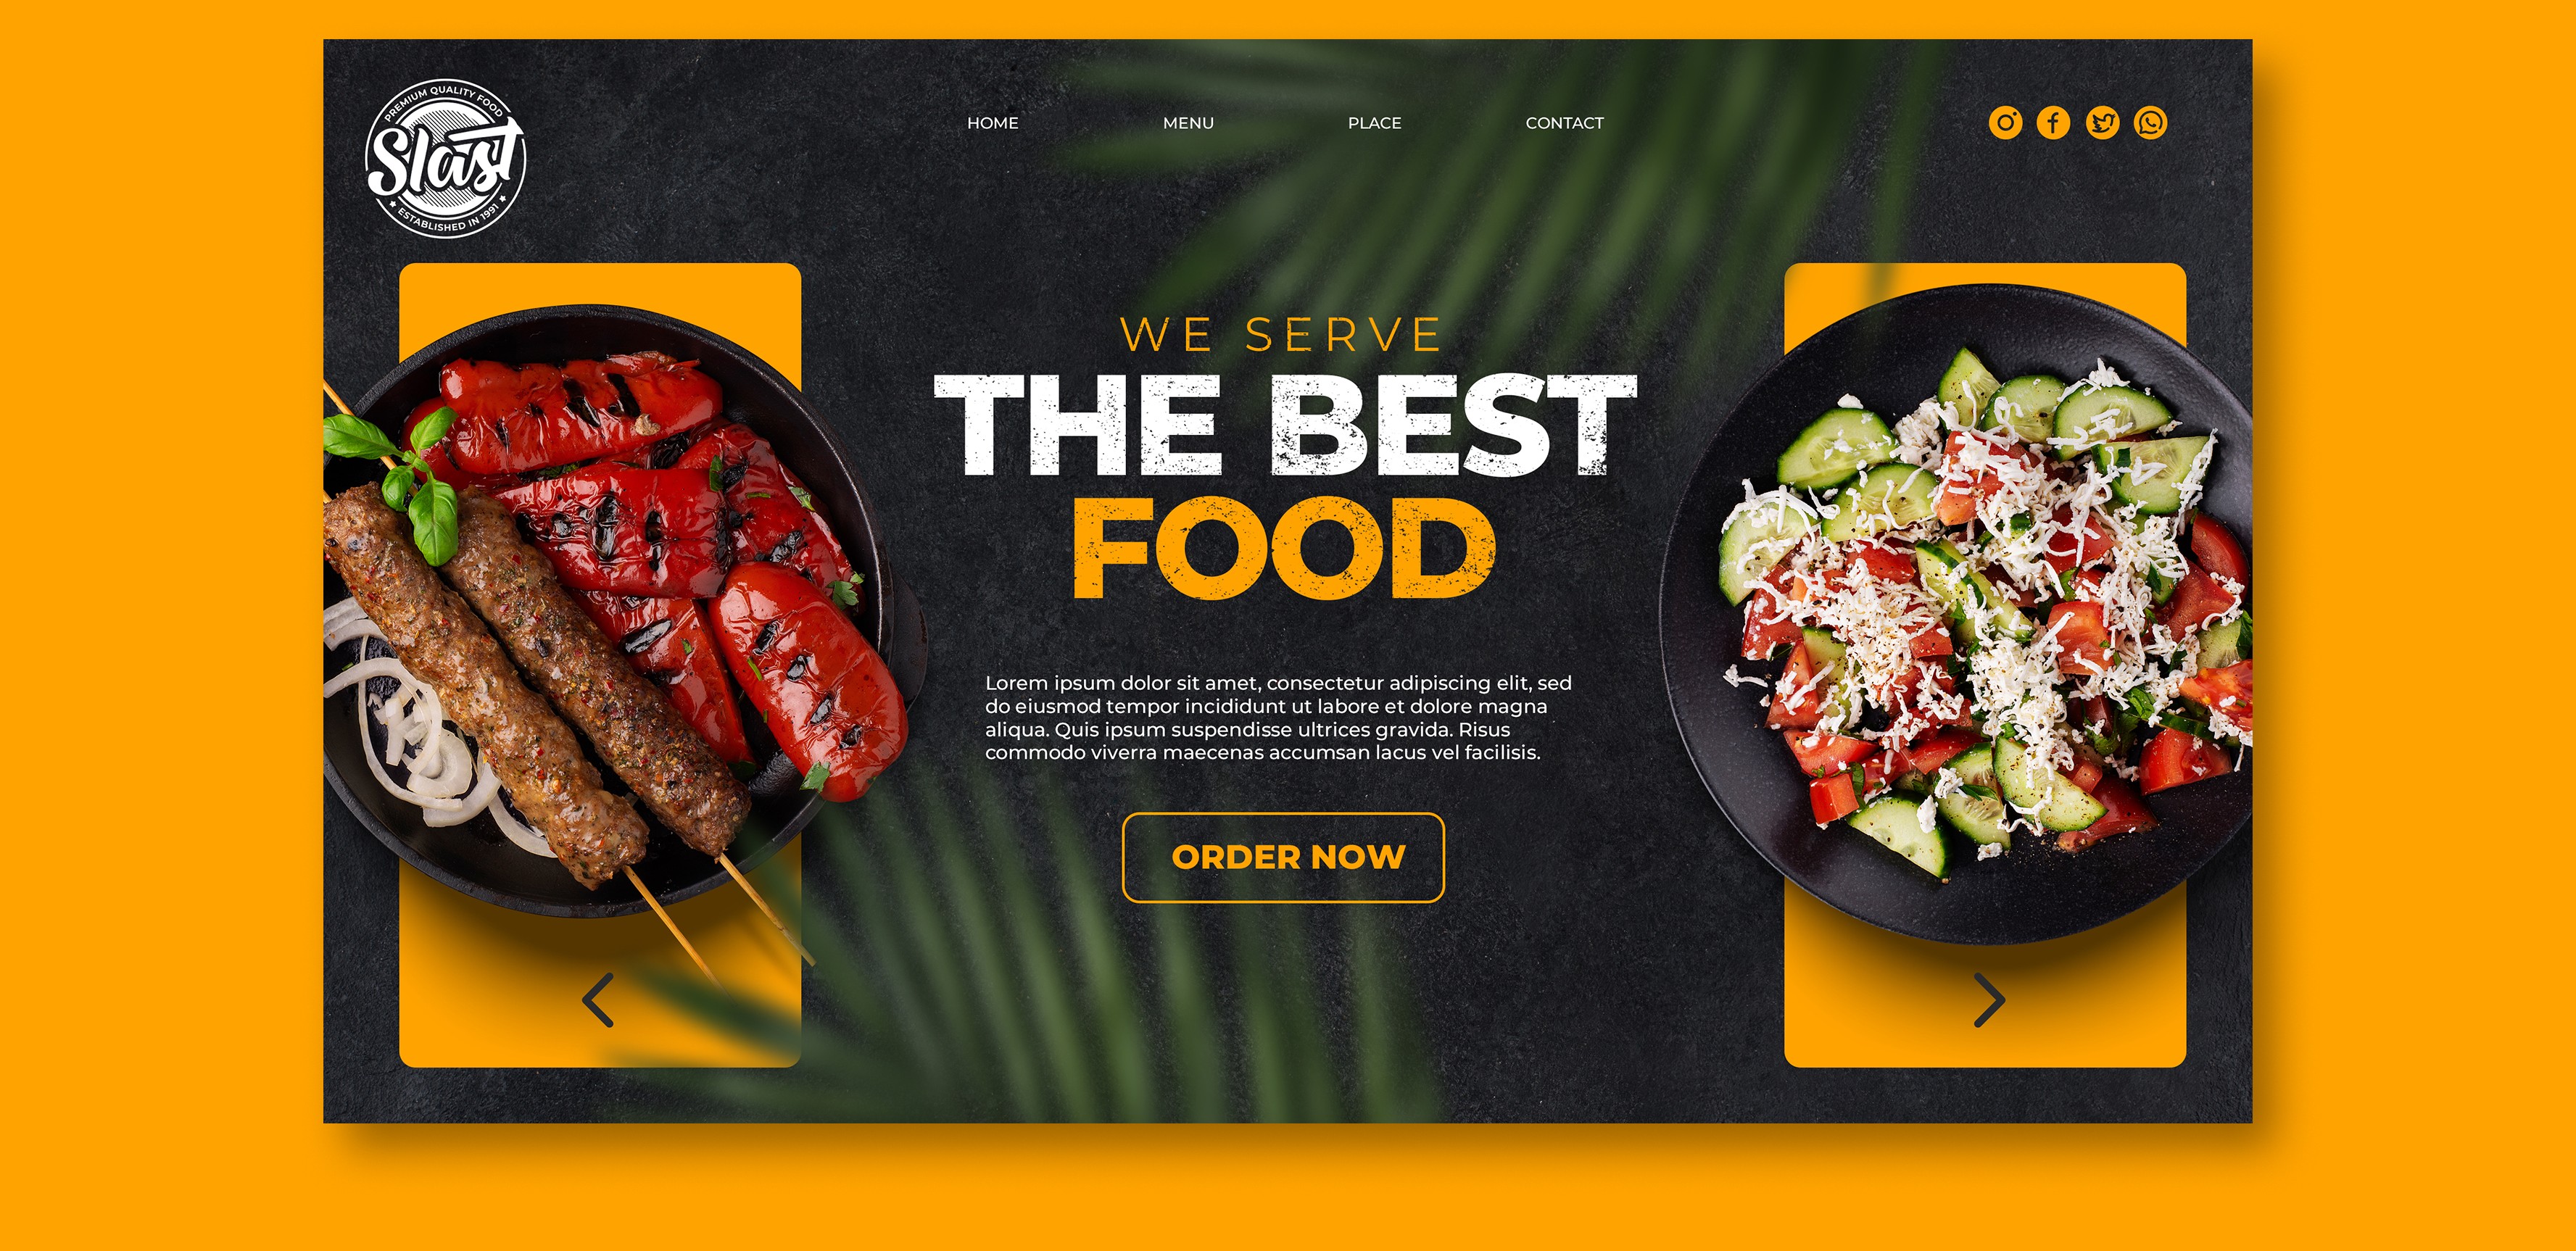 PREMIUM QUALITY FOOD
Slast
ESTABLISHED IN 1991
HOME
MENU
PLACE
CONTACT
WE SERVE
THE BEST
FOOD
Lorem ipsum dolor sit amet, consectetur adipiscing elit, sed
do eiusmod tempor incididunt ut labore et dolore magna
aliqua. Quis ipsum suspendisse ultrices gravida. Risus
commodo viverra maecenas accumsan lacus vel facilisis.
ORDER NOW